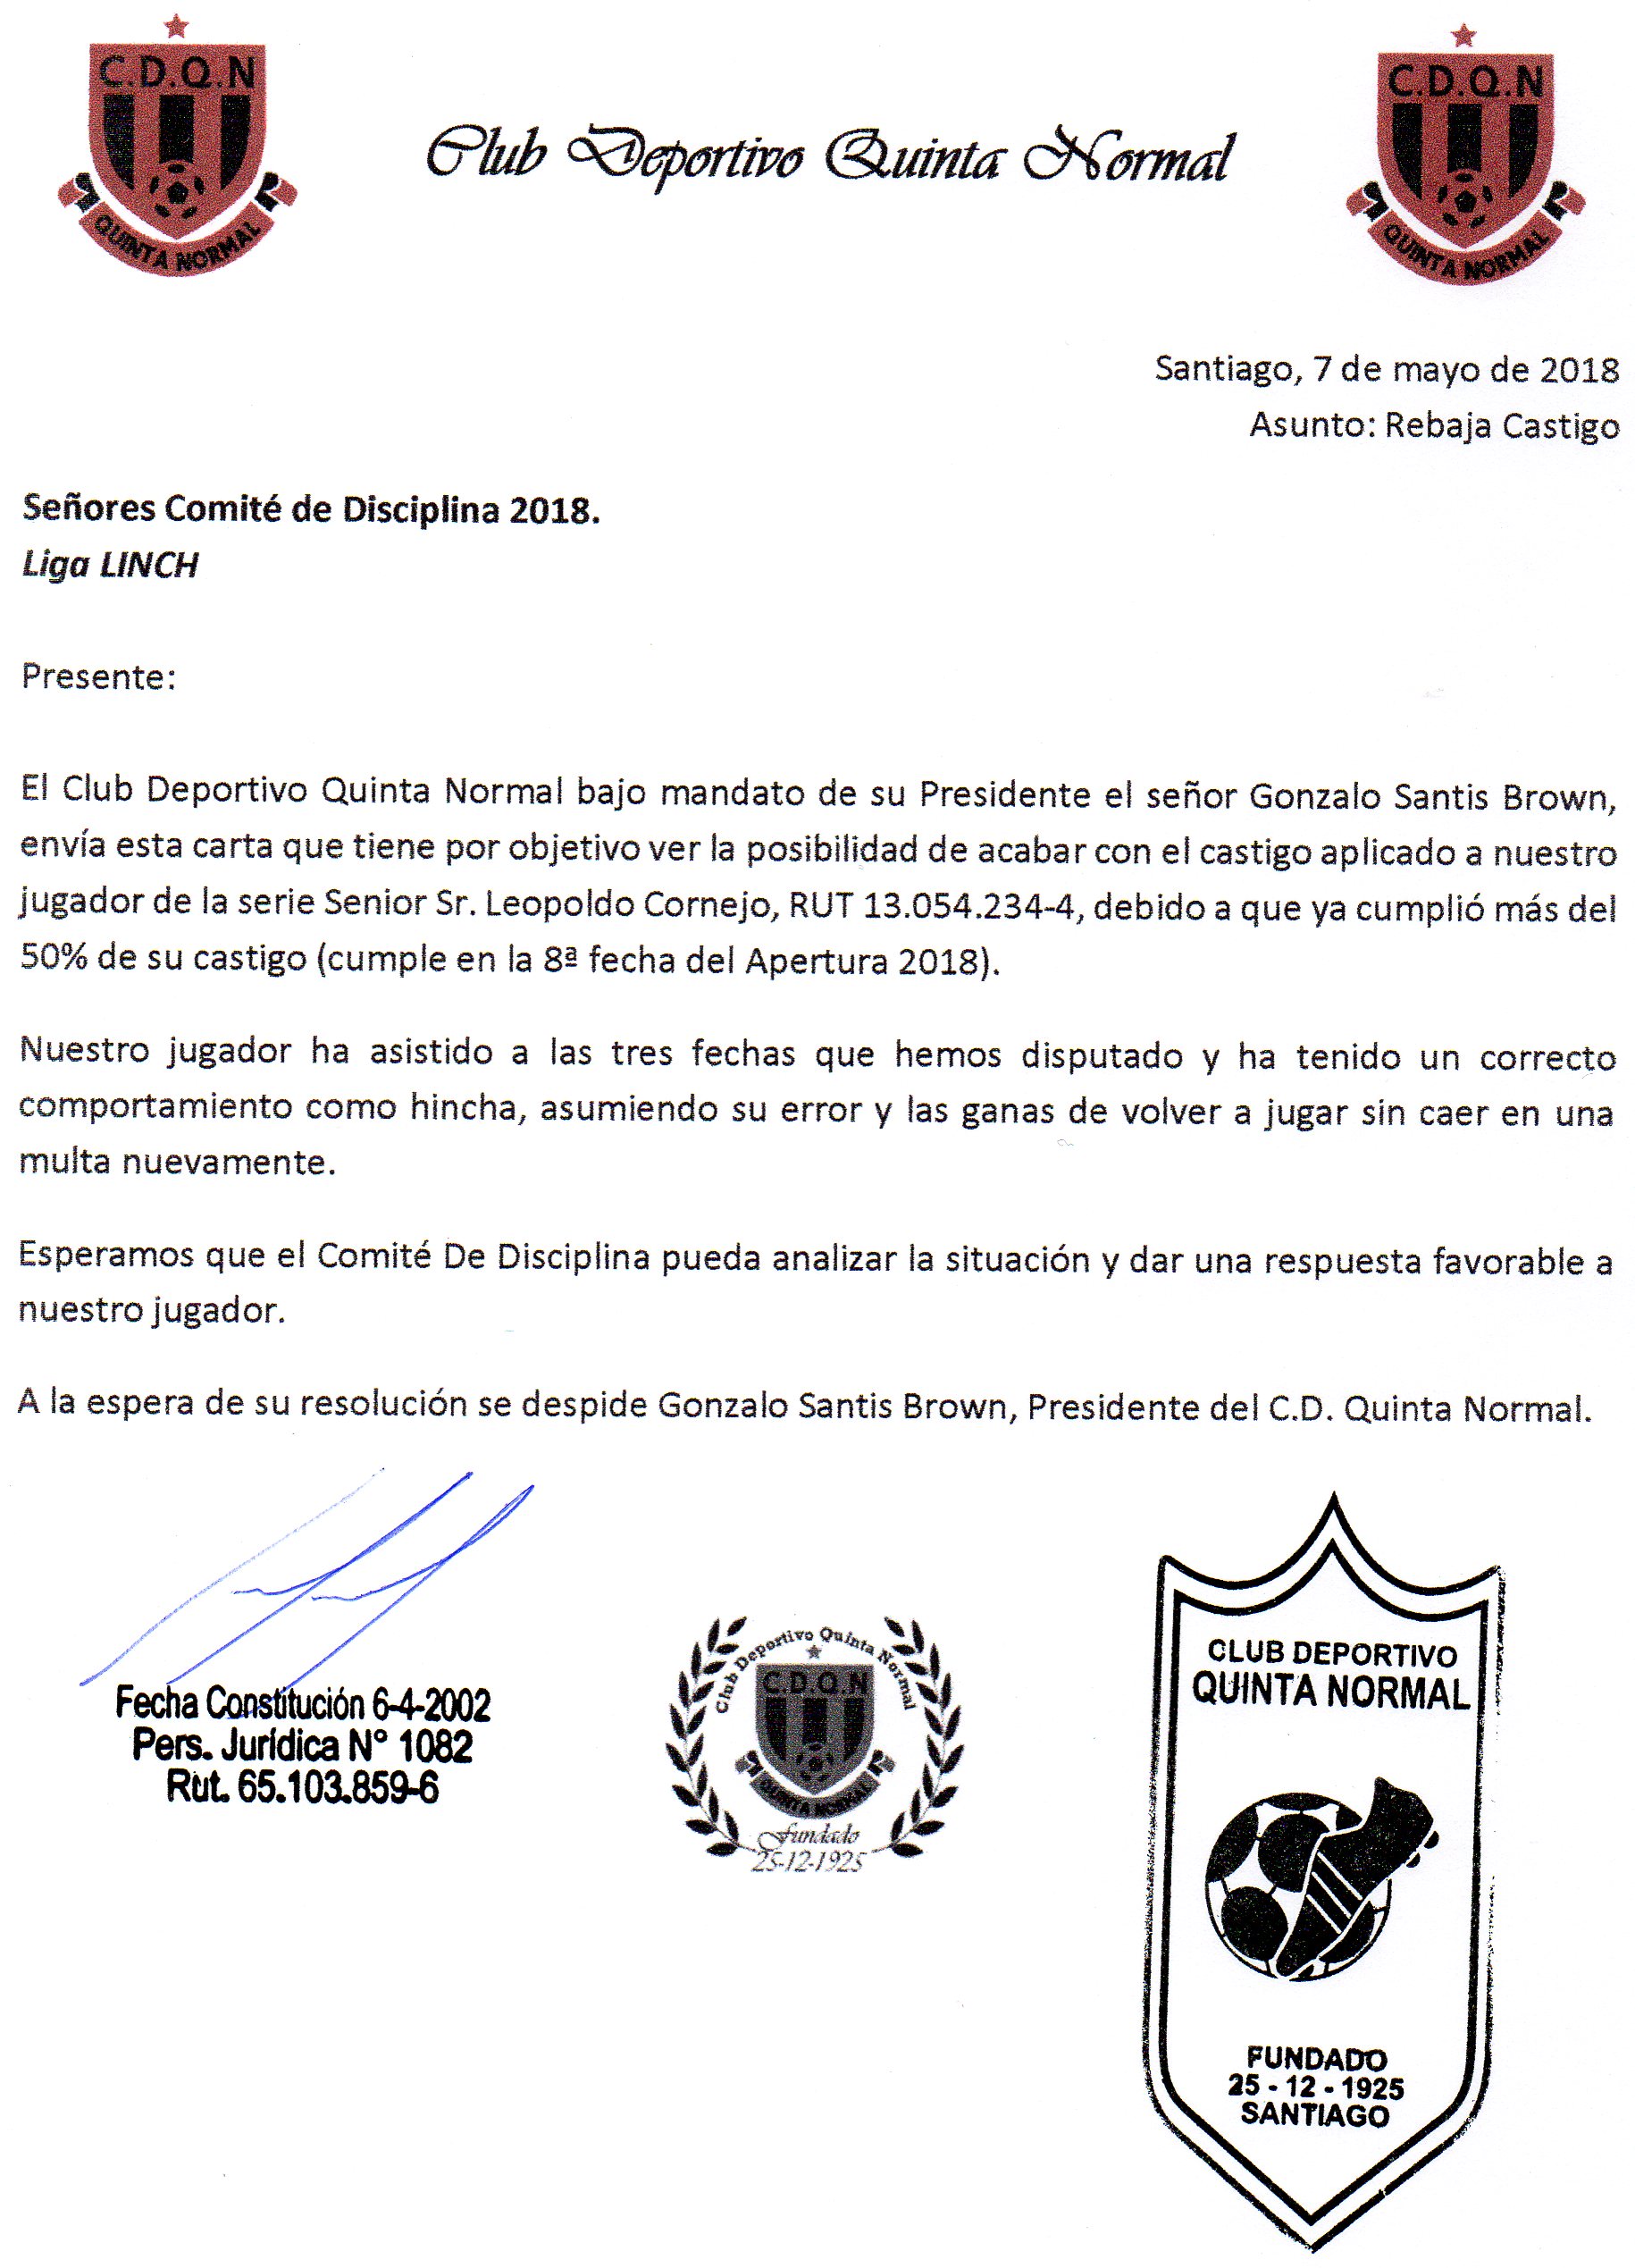 C.D.Q.N
QUINTA NORMAL
Club Deportivo Quinta Normal
C.D.Q.N
QUINTA NORMAL
Santiago, 7 de mayo de 2018
Asunto: Rebaja Castigo
Señores Comité de Disciplina 2018.
Liga LINCH
Presente:
El Club Deportivo Quinta Normal bajo mandato de su Presidente el señor Gonzalo Santis Brown,
envía esta carta que tiene por objetivo ver la posibilidad de acabar con el castigo aplicado a nuestro
jugador de la serie Senior Sr. Leopoldo Cornejo, RUT 13.054.234-4, debido a que ya cumplió más del
50% de su castigo (cumple en la 8ª fecha del Apertura 2018).
Nuestro jugador ha asistido a las tres fechas que hemos disputado y ha tenido un correcto
comportamiento como hincha, asumiendo su error y las ganas de volver a jugar sin caer en una
multa nuevamente.
Esperamos que el Comité De Disciplina pueda analizar la situación y dar una respuesta favorable a
nuestro jugador.
A la espera de su resolución se despide Gonzalo Santis Brown, Presidente del C.D. Quinta Normal.
Fecha Constitución 6-4-2002
Pers. Jurídica N° 1082
Rut. 65.103.859-6
Club Deportivo Quinta Normal
C.D.Q.N
QUINTA NORMAL
Fundado
25-12-1925
CLUB DEPORTIVO
QUINTA NORMAL
FUNDADO
25 - 12 - 1925
SANTIAGO